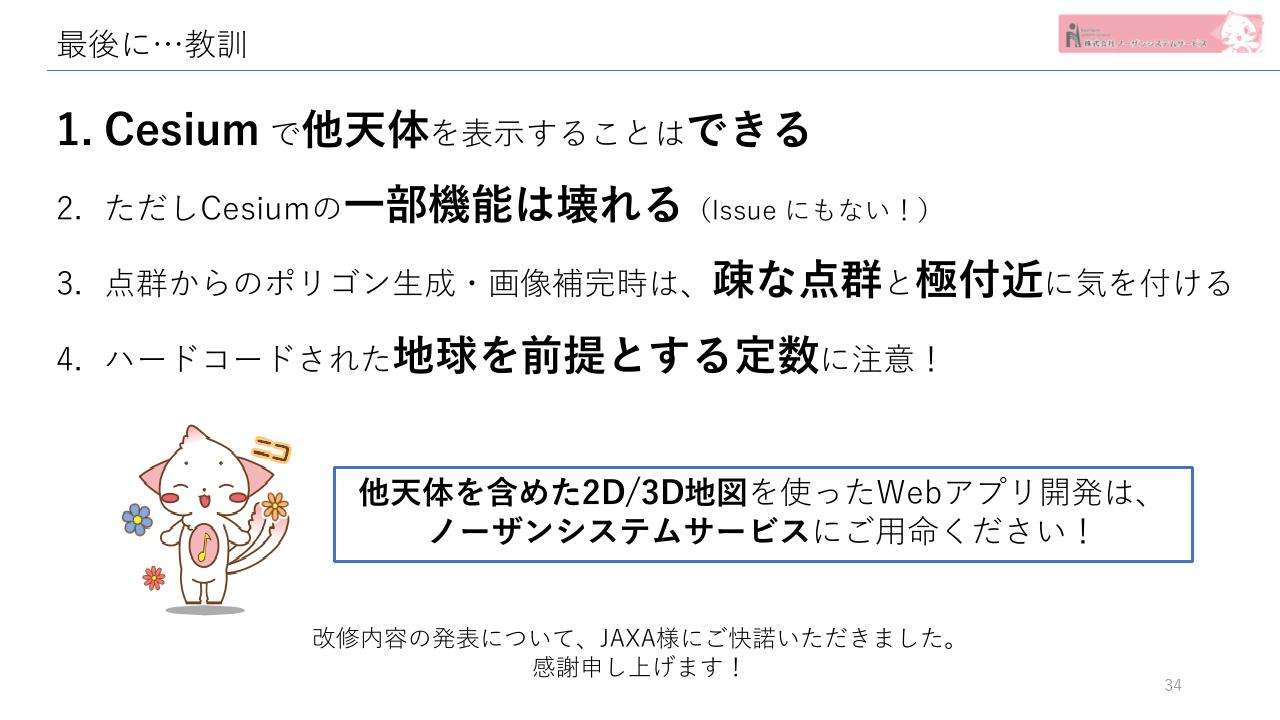 最後に…教訓
株式会社 ノーザンシステムサービス
1. Cesium で他天体を表示することはできる
2. ただしCesiumの一部機能は壊れる（Issue にもない！）
3. 点群からのポリゴン生成・画像補完時は、疎な点群と極付近に気を付ける
4. ハードコードされた地球を前提とする定数に注意！
ニコ
他天体を含めた2D/3D地図を使ったWebアプリ開発は、
ノーザンシステムサービスにご用命ください！
改修内容の発表について、JAXA様にご快諾いただきました。
感謝申し上げます！
34